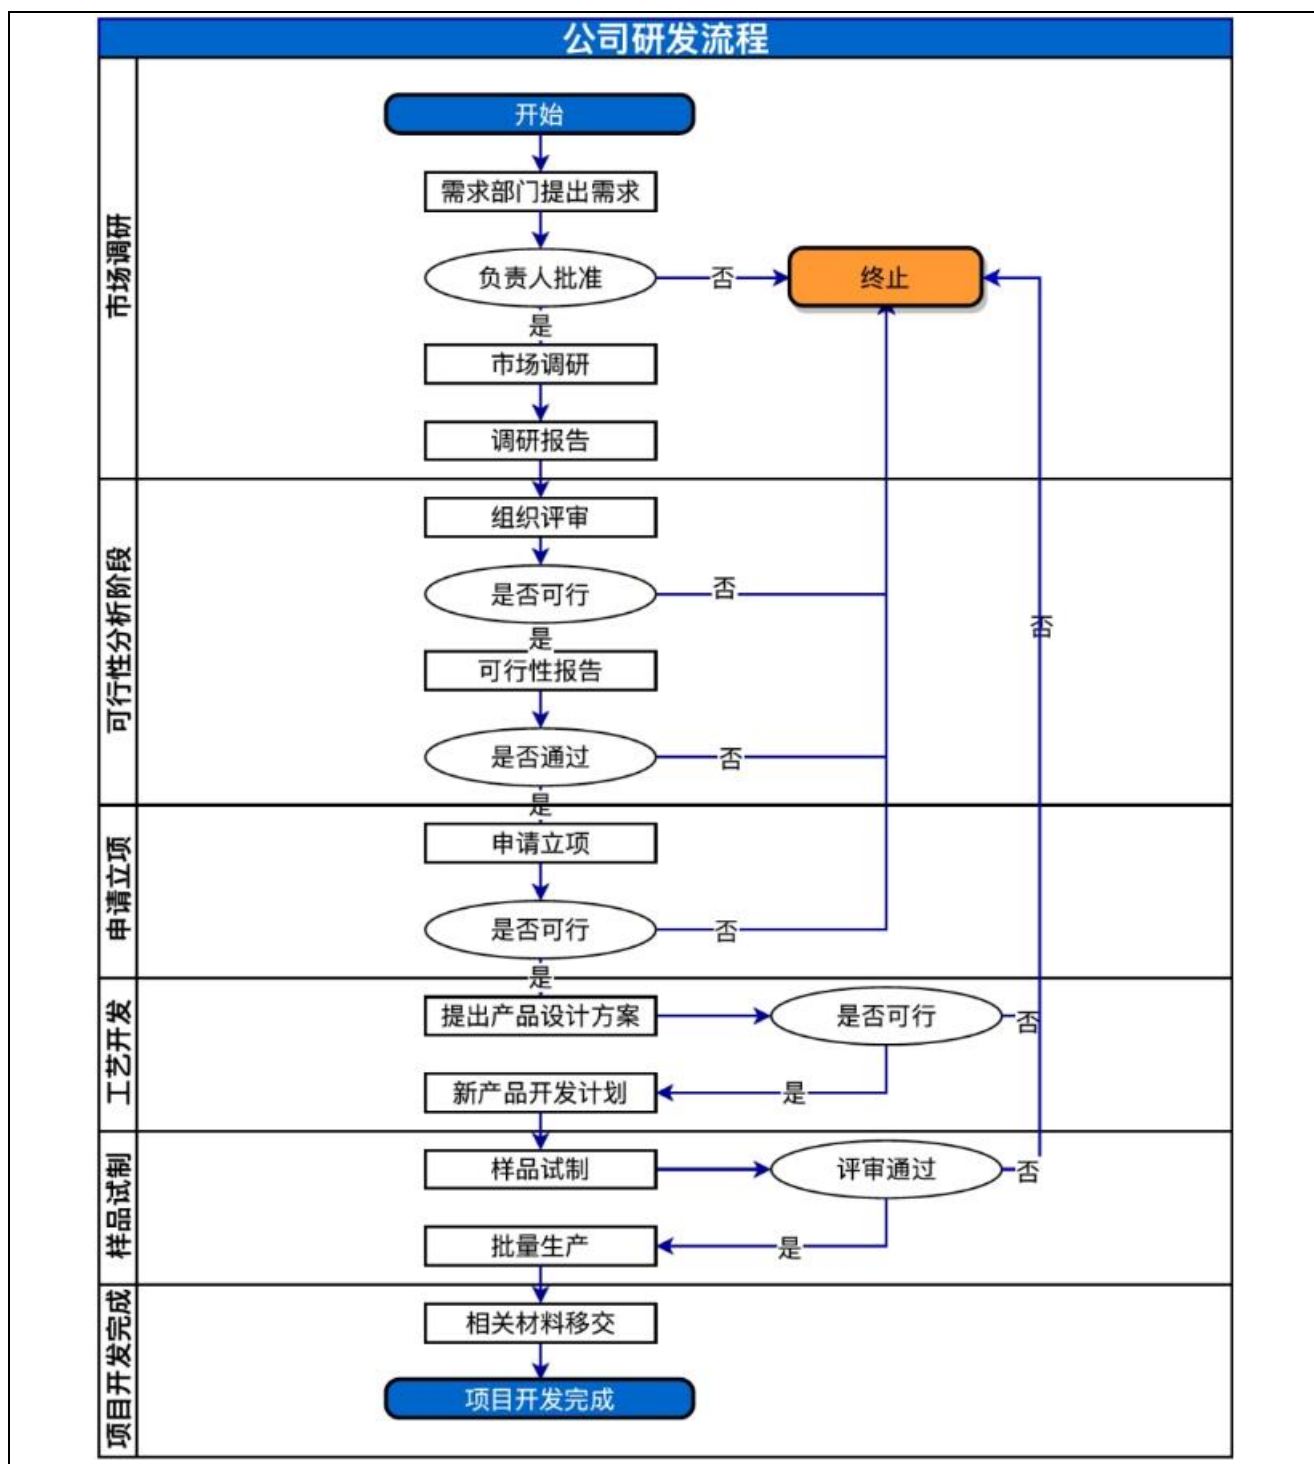 公司研发流程
市场调研
开始
需求部门提出需求
负责人批准
否
终止
是
市场调研
调研报告
可行性分析阶段
组织评审
是否可行
否
是
否
可行性报告
是否通过
否
是
申请立项
申请立项
是否可行
否
是
工艺开发
提出产品设计方案
是否可行
否
新产品开发计划
是
样品试制
样品试制
评审通过
否
批量生产
是
项目开发完成
相关材料移交
项目开发完成